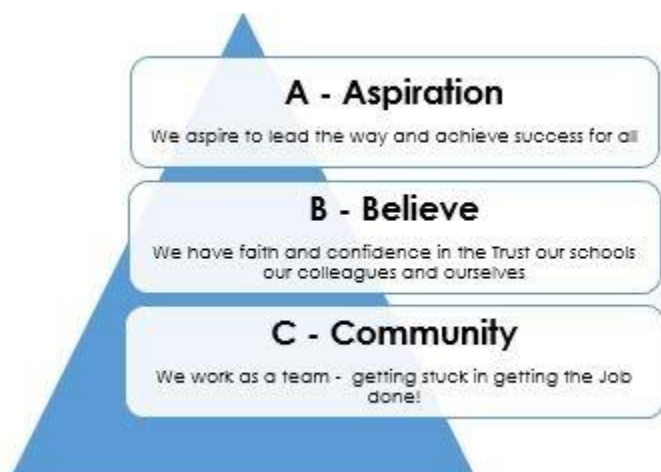 A - Aspiration
We aspire to lead the way and achieve success for all
B - Believe
We have faith and confidence in the Trust our schools
our colleagues and ourselves
C - Community
We work as a team - getting stuck in getting the Job
done!